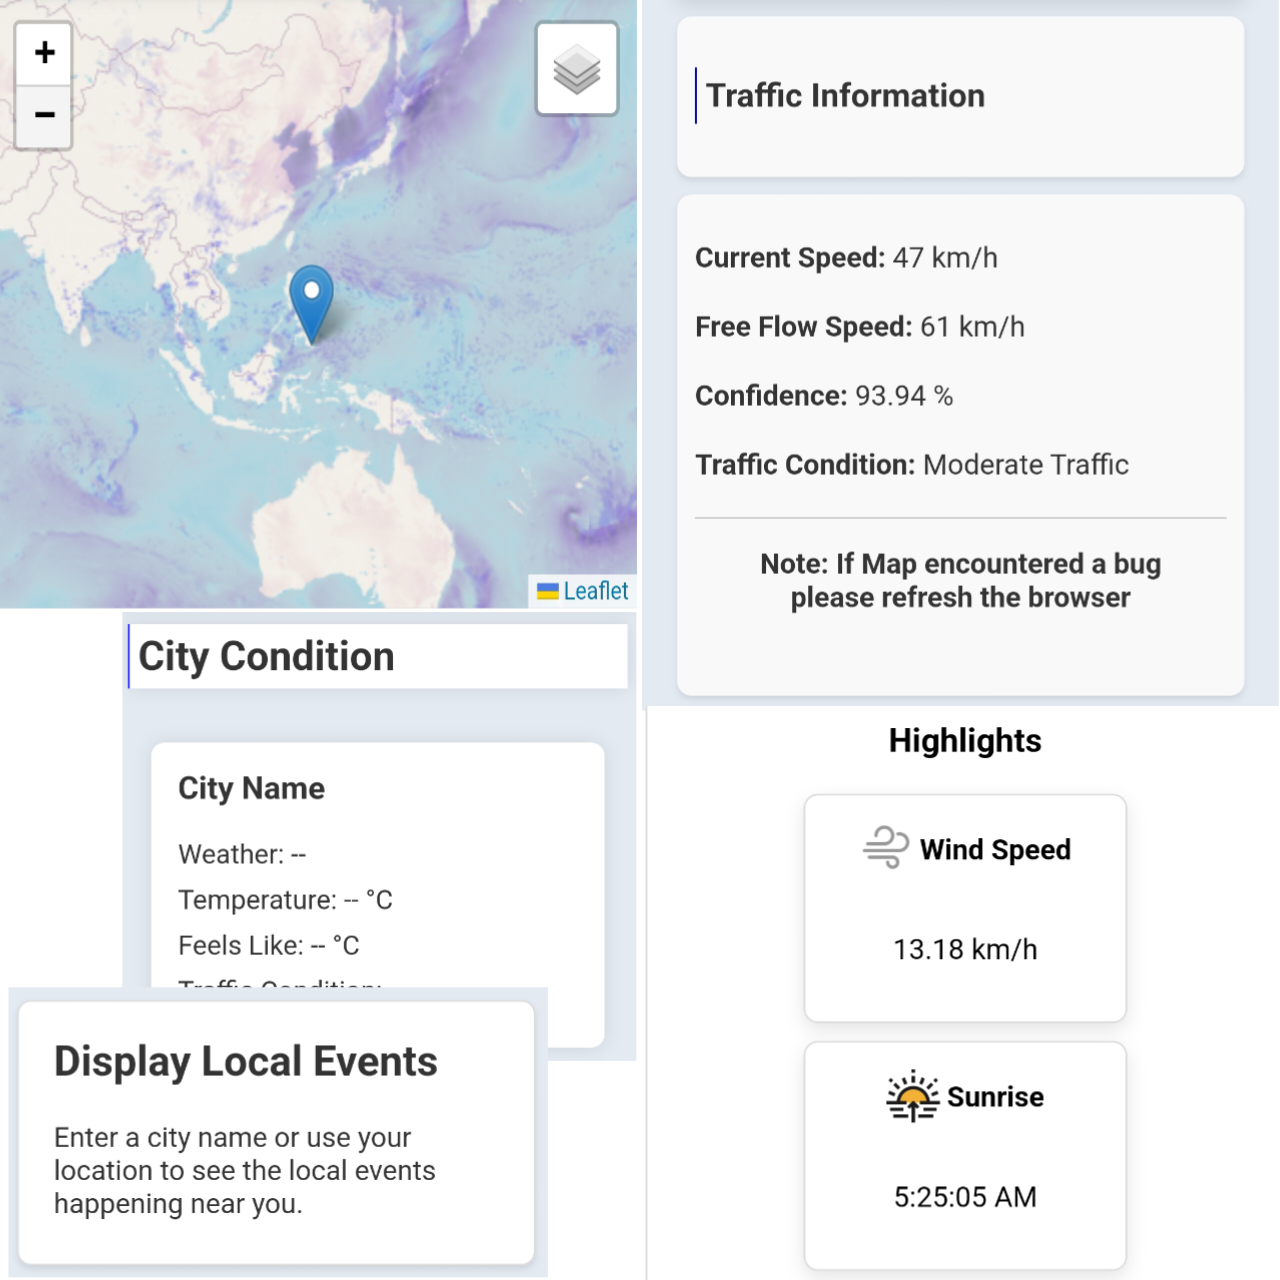 +
−
Leaflet
Traffic Information
Current Speed: 47 km/h
Free Flow Speed: 61 km/h
Confidence: 93.94 %
Traffic Condition: Moderate Traffic
Note: If Map encountered a bug
please refresh the browser
City Condition
City Name
Weather: --
Temperature: -- °C
Feels Like: -- °C
Traffic Condition:
Display Local Events
Enter a city name or use your
location to see the local events
happening near you.
Highlights
Wind Speed
13.18 km/h
Sunrise
5:25:05 AM